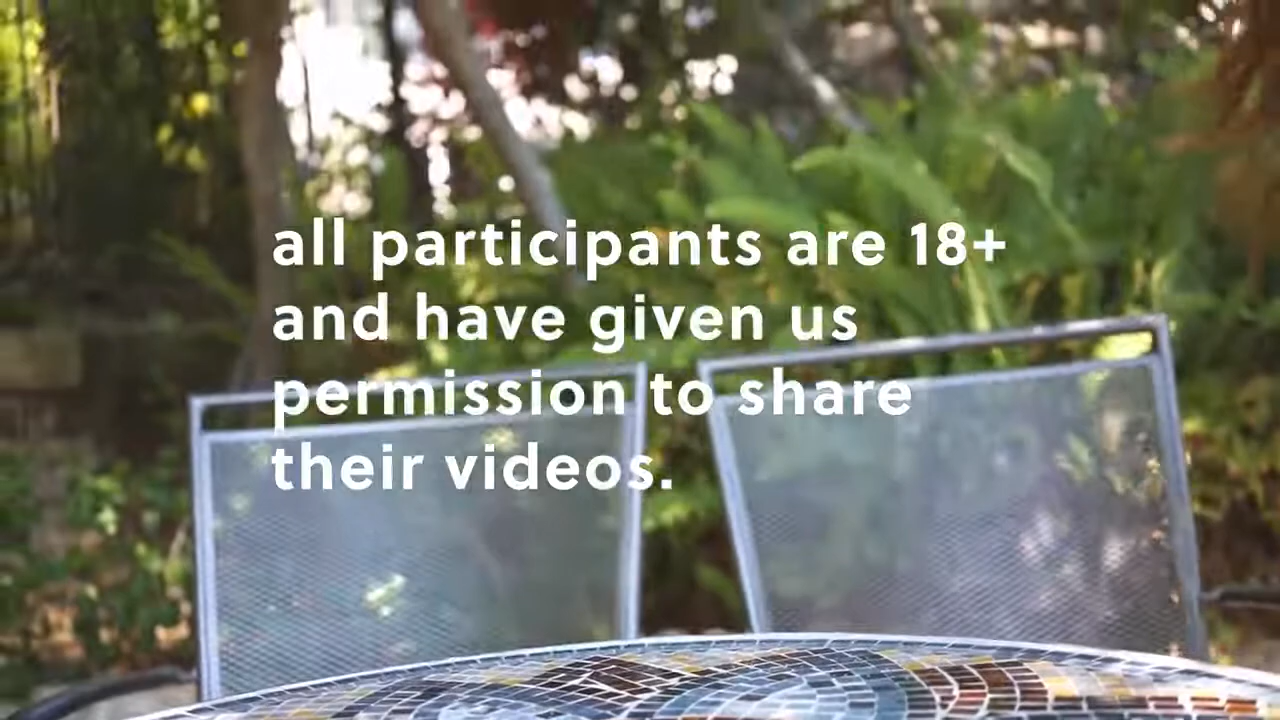 all participants are 18+
and have given us
permission to share
their videos.